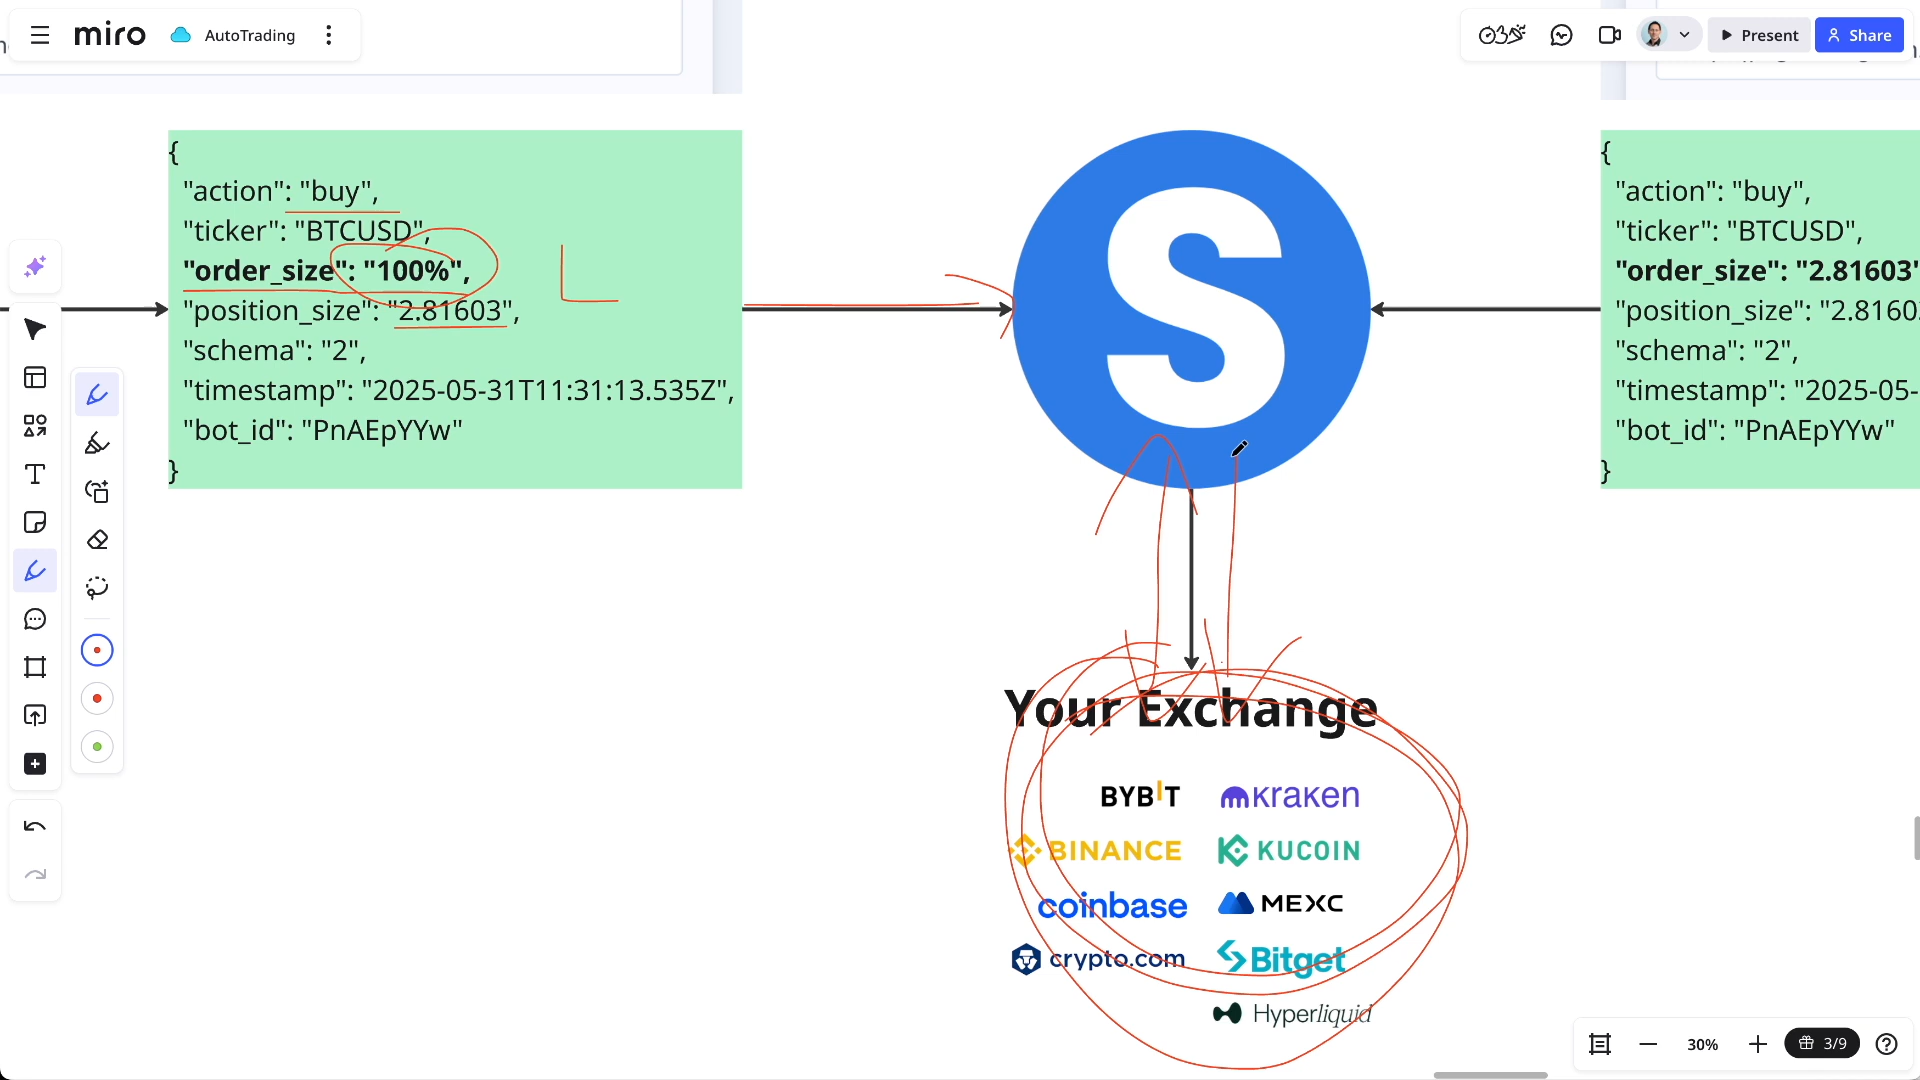 miro
AutoTrading
Present
Share
{
"action": "buy",
"ticker": "BTCUSD",
"order_size": "100%",
"position_size": "2.81603",
"schema": "2",
"timestamp": "2025-05-31T11:31:13.535Z",
"bot_id": "PnAEpYYw"
}
S
{
"action": "buy",
"ticker": "BTCUSD",
"order_size": "2.81603"
"position_size": "2.8160
"schema": "2",
"timestamp": "2025-05-
"bot_id": "PnAEpYYw"
}
Your Exchange
BYBIT
kraken
BINANCE
KUCOIN
coinbase
MEXC
crypto.com
Bitget
Hyperliquid
30%
3/9